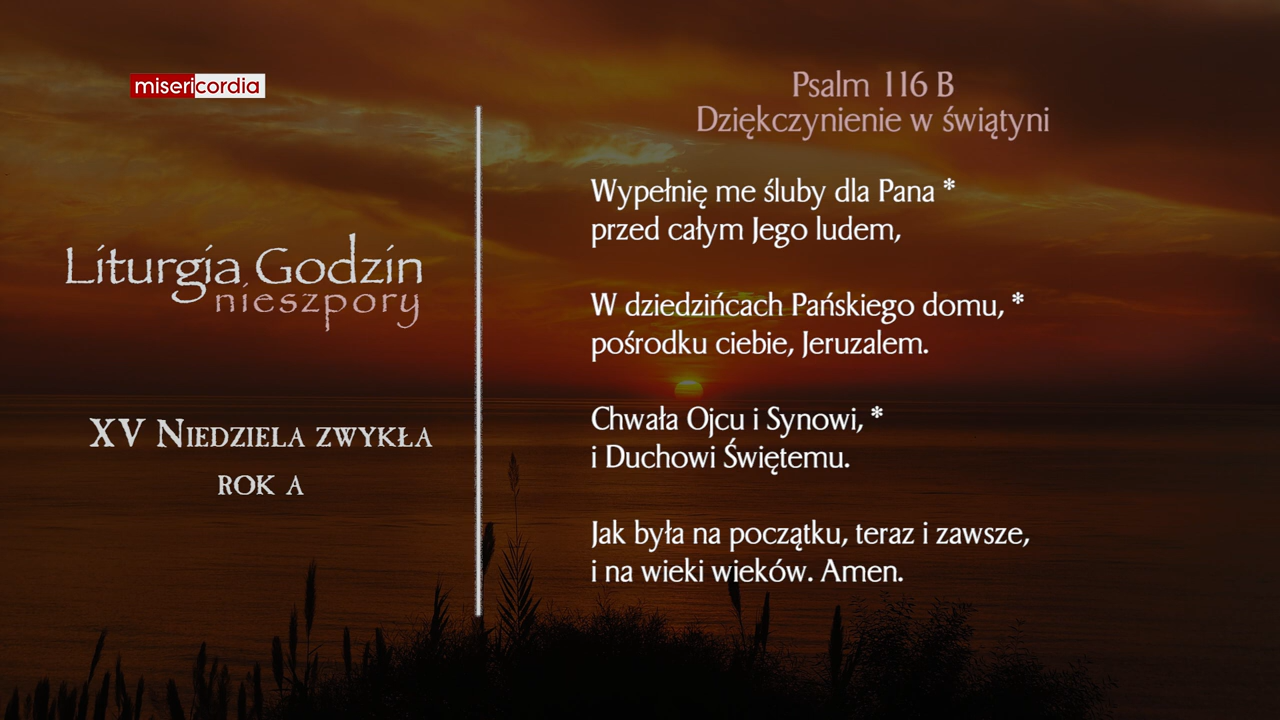 misericordia
Liturgia Godzin
nieszpory
XV Niedziela zwykła
rok A
Psalm 116 B
Dziękczynienie w świątyni
Wypełnię me śluby dla Pana *
przed całym Jego ludem,
W dziedzińcach Pańskiego domu, *
pośrodku ciebie, Jeruzalem.
Chwała Ojcu i Synowi, *
i Duchowi Świętemu.
Jak była na początku, teraz i zawsze,
i na wieki wieków. Amen.